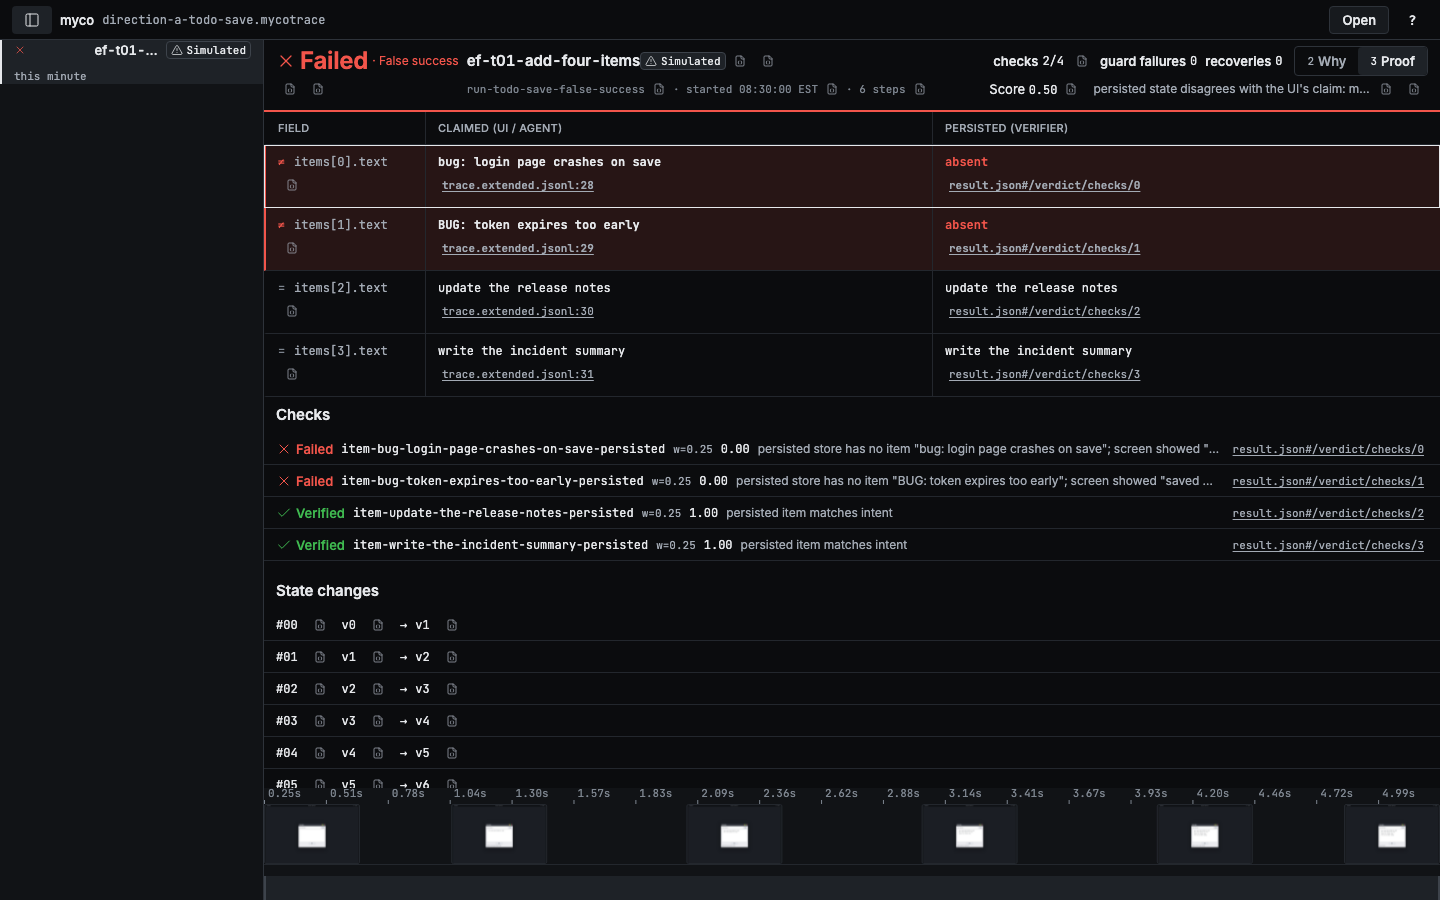 myco direction-a-todo-save.mycotrace Open ?
ef-t01-... Simulated
this minute
Failed · False success ef-t01-add-four-items Simulated checks 2/4 guard failures 0 recoveries 0 2 Why 3 Proof
run-todo-save-false-success · started 08:30:00 EST · 6 steps Score 0.50 persisted state disagrees with the UI's claim: m...
FIELD CLAIMED (UI / AGENT) PERSISTED (VERIFIER)
≠ items[0].text bug: login page crashes on save absent
trace.extended.jsonl:28 result.json#/verdict/checks/0
≠ items[1].text BUG: token expires too early absent
trace.extended.jsonl:29 result.json#/verdict/checks/1
= items[2].text update the release notes update the release notes
trace.extended.jsonl:30 result.json#/verdict/checks/2
= items[3].text write the incident summary write the incident summary
trace.extended.jsonl:31 result.json#/verdict/checks/3
Checks
Failed item-bug-login-page-crashes-on-save-persisted w=0.25 0.00 persisted store has no item "bug: login page crashes on save"; screen showed "... result.json#/verdict/checks/0
Failed item-bug-token-expires-too-early-persisted w=0.25 0.00 persisted store has no item "BUG: token expires too early"; screen showed "saved ... result.json#/verdict/checks/1
Verified item-update-the-release-notes-persisted w=0.25 1.00 persisted item matches intent result.json#/verdict/checks/2
Verified item-write-the-incident-summary-persisted w=0.25 1.00 persisted item matches intent result.json#/verdict/checks/3
State changes
#00 v0 → v1
#01 v1 → v2
#02 v2 → v3
#03 v3 → v4
#04 v4 → v5
#05 v5 → v6
0.25s 0.51s 0.78s 1.04s 1.30s 1.57s 1.83s 2.09s 2.36s 2.62s 2.88s 3.14s 3.41s 3.67s 3.93s 4.20s 4.46s 4.72s 4.99s